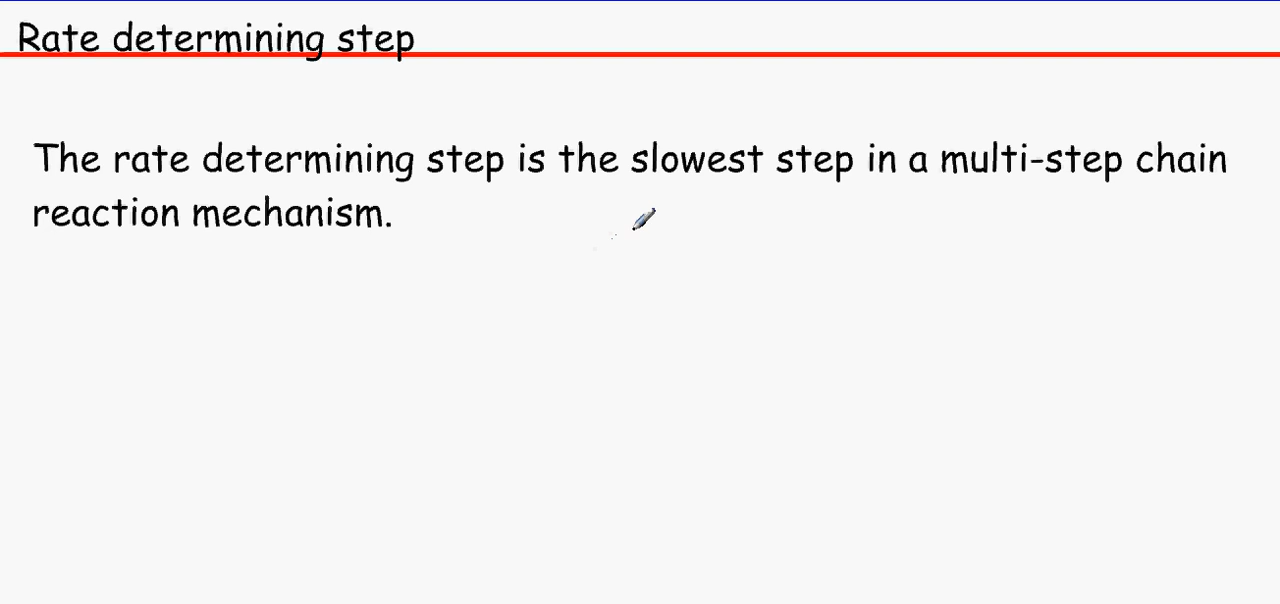 Rate determining step
The rate determining step is the slowest step in a multi-step chain
reaction mechanism.